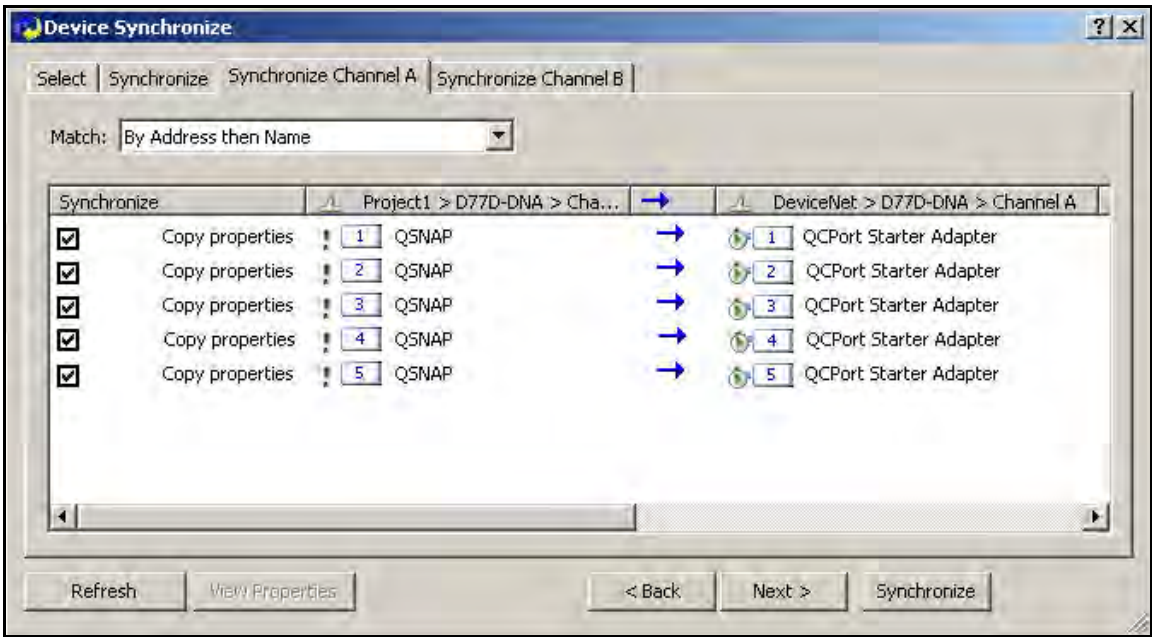 Device Synchronize
Select Synchronize Synchronize Channel A Synchronize Channel B
Match: By Address then Name
Synchronize Project1 > D77D-DNA > Cha... DeviceNet > D77D-DNA > Channel A
Copy properties 1 QSNAP 1 QCPort Starter Adapter
Copy properties 2 QSNAP 2 QCPort Starter Adapter
Copy properties 3 QSNAP 3 QCPort Starter Adapter
Copy properties 4 QSNAP 4 QCPort Starter Adapter
Copy properties 5 QSNAP 5 QCPort Starter Adapter
Refresh View Properties < Back Next > Synchronize